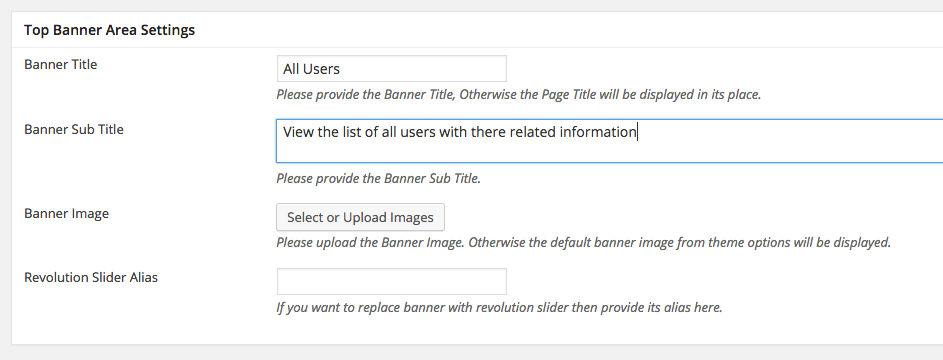 Top Banner Area Settings
Banner Title
All Users
Please provide the Banner Title, Otherwise the Page Title will be displayed in its place.
Banner Sub Title
View the list of all users with there related information
Please provide the Banner Sub Title.
Banner Image
Select or Upload Images
Please upload the Banner Image. Otherwise the default banner image from theme options will be displayed.
Revolution Slider Alias
If you want to replace banner with revolution slider then provide its alias here.